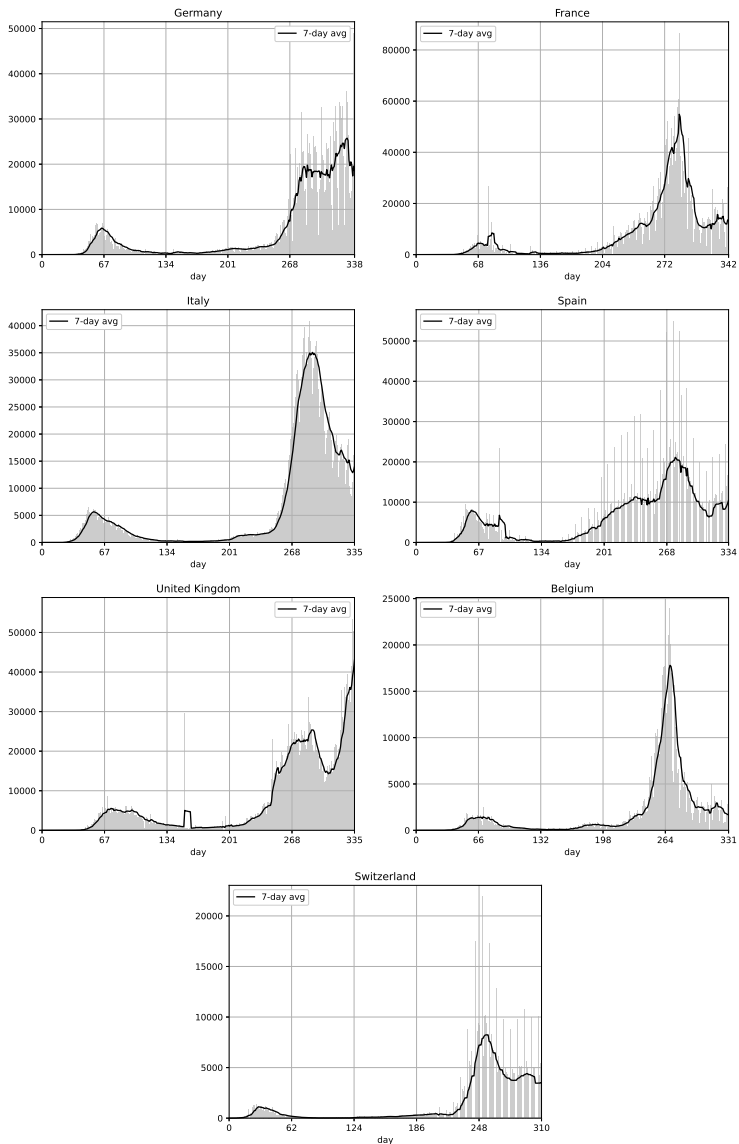 Germany
7-day avg
50000
40000
30000
20000
10000
0
0 67 134 201 268 338
day
France
7-day avg
80000
60000
40000
20000
0
0 68 136 204 272 342
day
Italy
7-day avg
40000
35000
30000
25000
20000
15000
10000
5000
0
0 67 134 201 268 335
day
Spain
7-day avg
50000
40000
30000
20000
10000
0
0 67 134 201 268 334
day
United Kingdom
7-day avg
50000
40000
30000
20000
10000
0
0 67 134 201 268 335
day
Belgium
7-day avg
25000
20000
15000
10000
5000
0
0 66 132 198 264 331
day
Switzerland
7-day avg
20000
15000
10000
5000
0
0 62 124 186 248 310
day